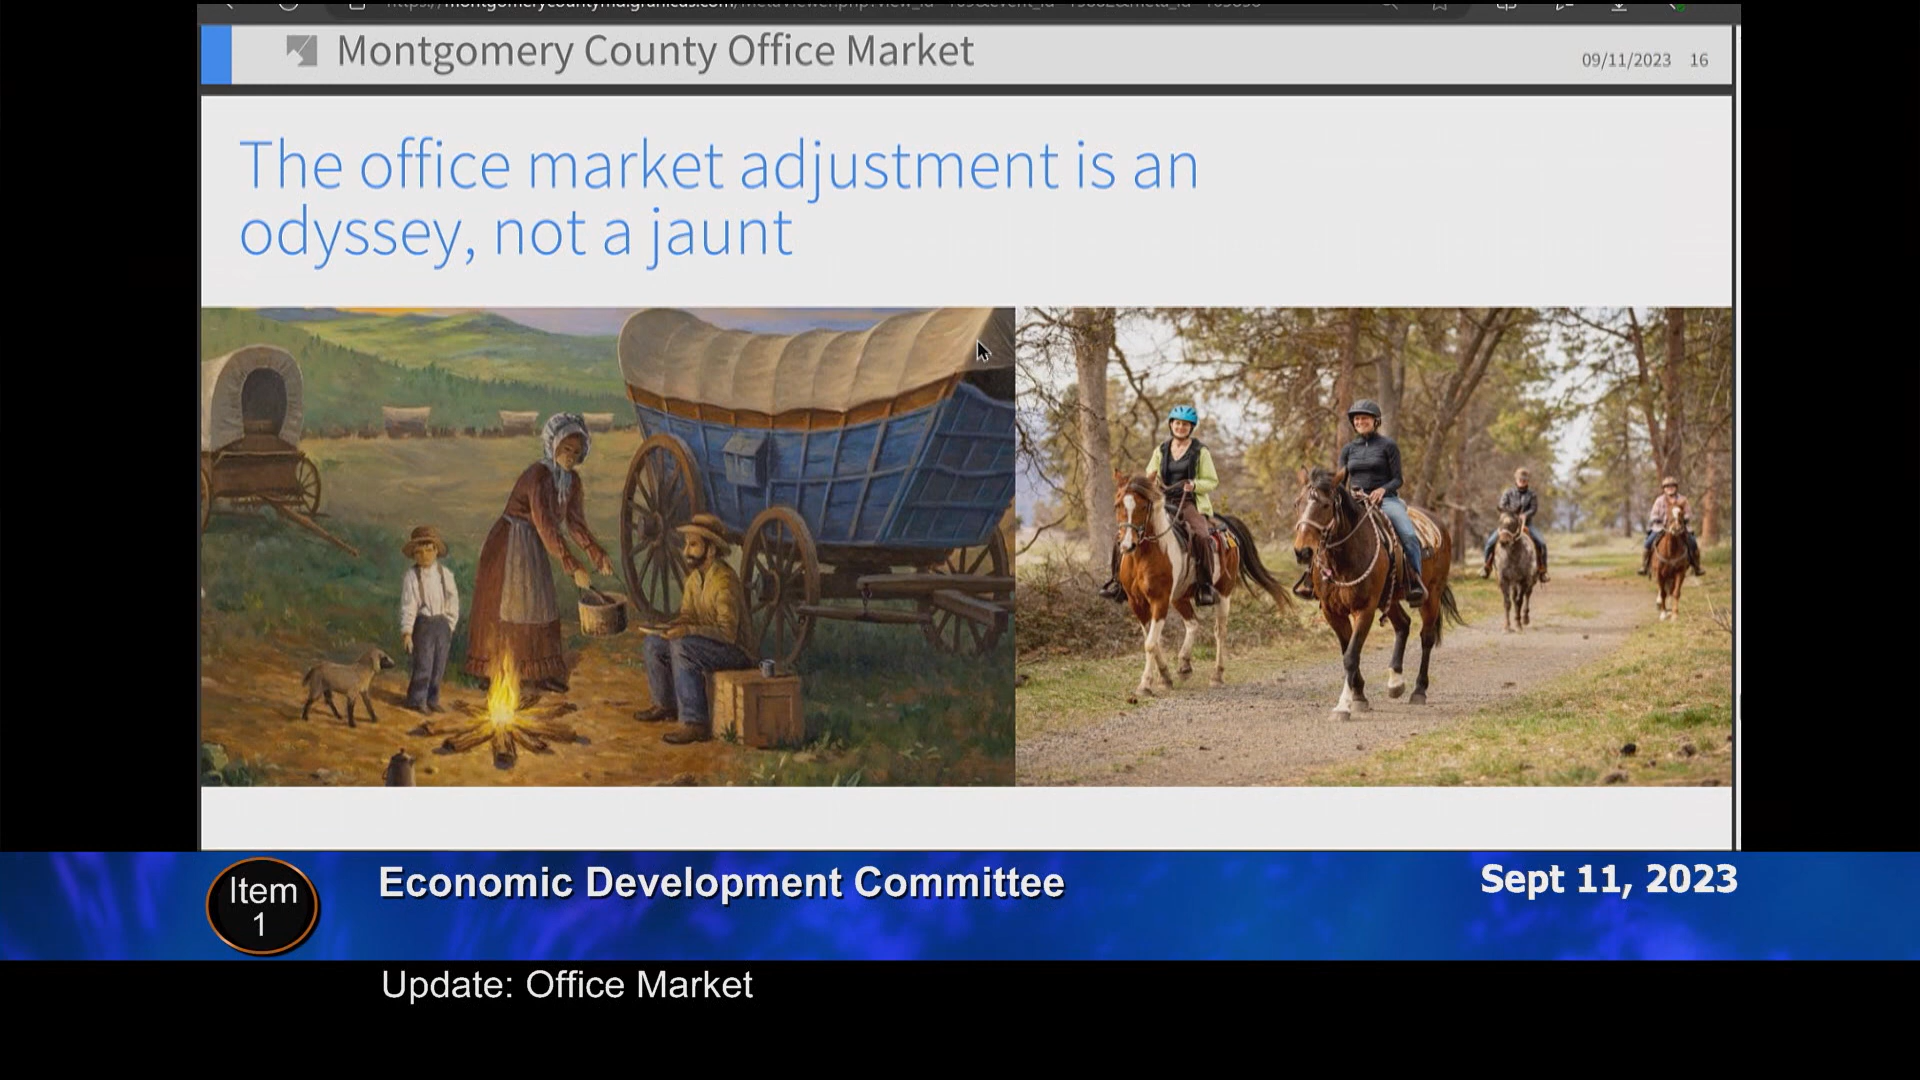 Montgomery County Office Market
09/11/2023 16
The office market adjustment is an
odyssey, not a jaunt
Item
1
Economic Development Committee
Sept 11, 2023
Update: Office Market